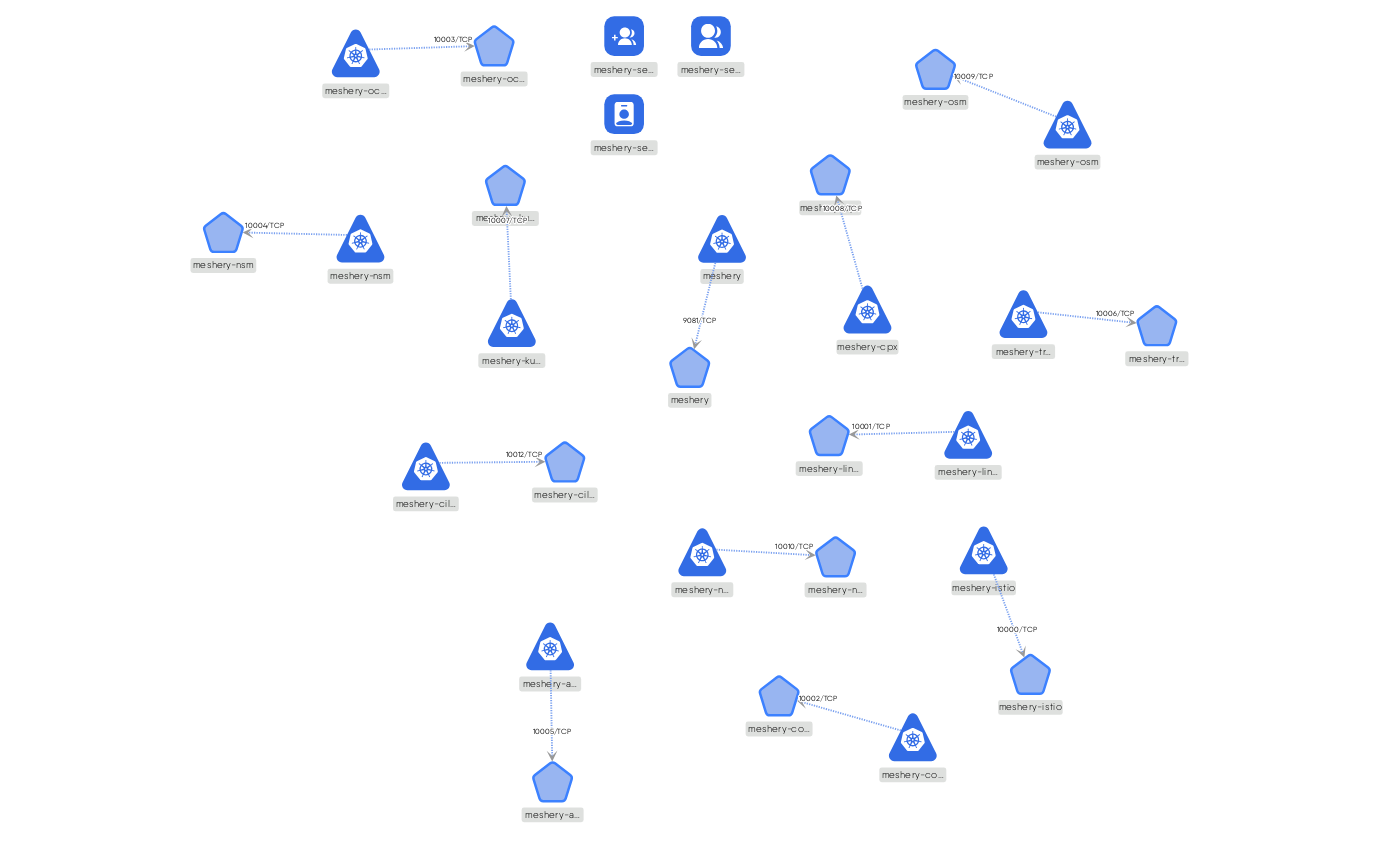 10003/TCP
meshery-oc...
meshery-oc...
meshery-se...
meshery-se...
meshery-se...
10009/TCP
meshery-osm
meshery-osm
10004/TCP
meshery-nsm
meshery-nsm
10007/TCP
meshery-ku...
meshery
9081/TCP
meshery
10008/TCP
meshery-cpx
10006/TCP
meshery-tr...
meshery-tr...
10001/TCP
meshery-lin...
meshery-lin...
10012/TCP
meshery-cil...
meshery-cil...
10010/TCP
meshery-n...
meshery-n...
meshery-istio
10000/TCP
meshery-istio
meshery-a...
10005/TCP
meshery-a...
10002/TCP
meshery-co...
meshery-co...